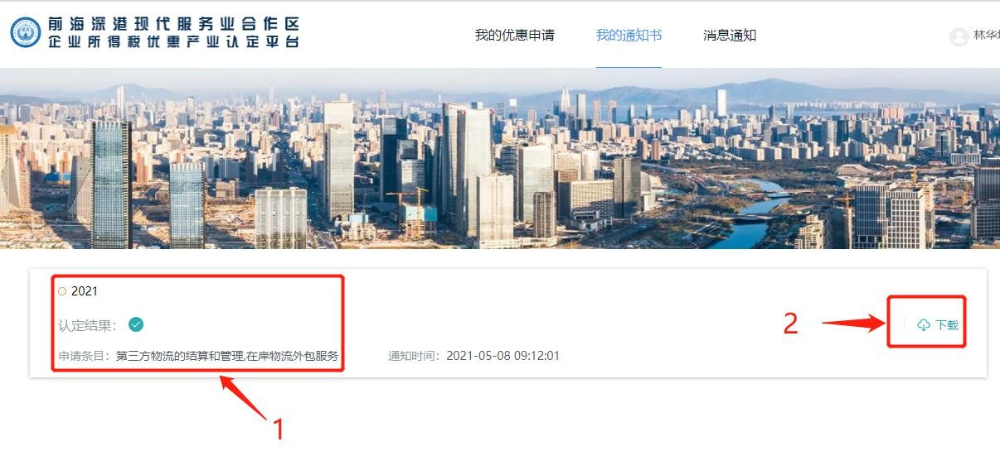 前海深港现代服务业合作区
企业所得税优惠产业认定平台
我的优惠申请 我的通知书 消息通知 林华
2021
认定结果：
2 下载
申请条目：第三方物流的结算和管理,在岸物流外包服务 通知时间：2021-05-08 09:12:01
1